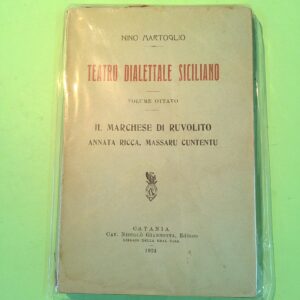 NINO MARTOGLIO
TEATRO DIALETTALE SICILIANO
VOLUME OTTAVO
IL MARCHESE DI RUVOLITO
ANNATA RICCA, MASSARU CUNTENTU
CATANIA
CAV. NICCOLÒ GIANNOTTA, EDITORE
LIBRAIO DELLA REAL CASA